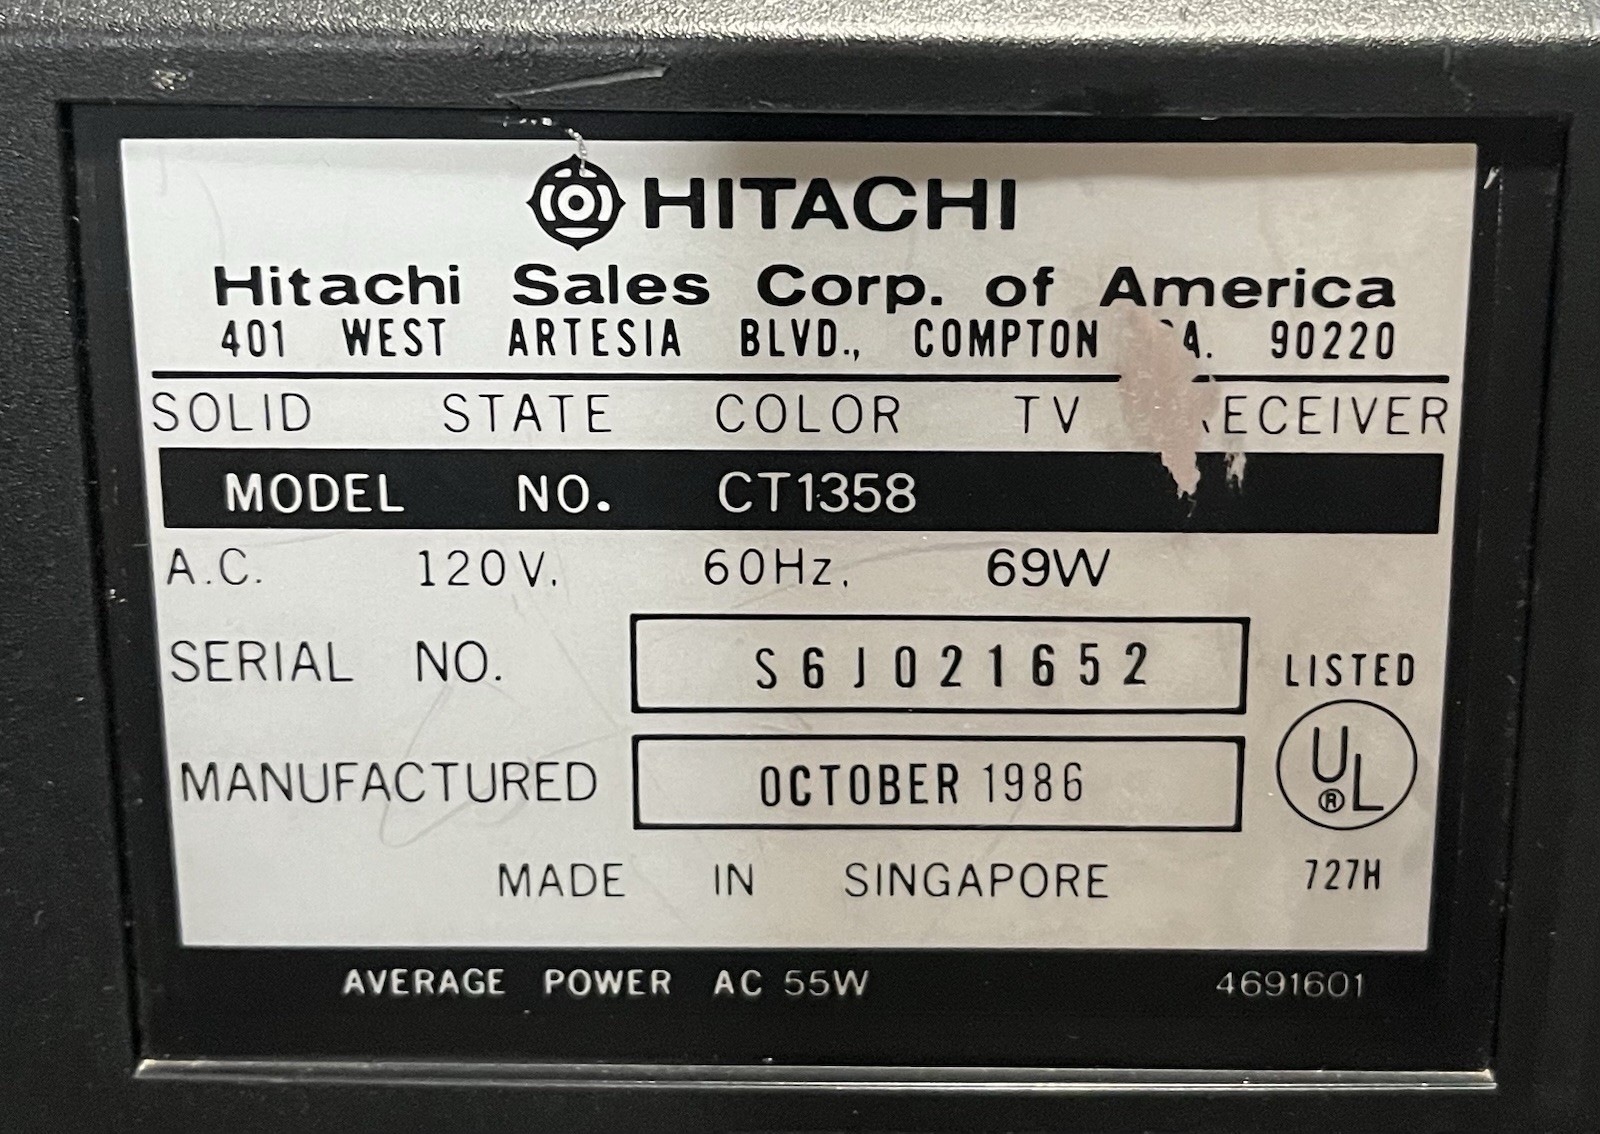 HITACHI
Hitachi Sales Corp. of America
401 WEST ARTESIA BLVD., COMPTON 90220
SOLID STATE COLOR TV
MODEL NO. CT1358
A.C. 120V. 60Hz. 69W
SERIAL NO. S6J021652
LISTED
UL ®
MANUFACTURED OCTOBER 1986
MADE IN SINGAPORE 727H
AVERAGE POWER AC 55W 4691601